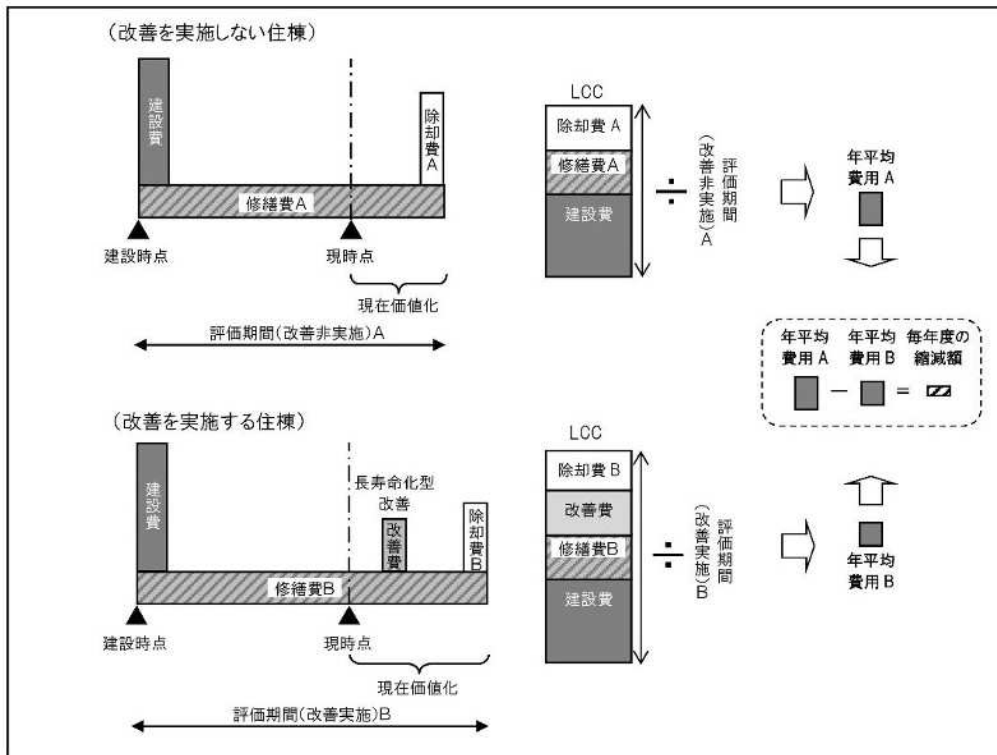 （改善を実施しない住棟）
建設費
除却費A
修繕費A
建設時点
現時点
現在価値化
評価期間（改善非実施）A
LCC
除却費A
修繕費A
建設費
÷
評価期間
（改善非実施）A
年平均
費用A
年平均 年平均 毎年度の
費用A 費用B 縮減額
－ ＝
（改善を実施する住棟）
建設費
長寿命化型
改善
改善費
除却費B
修繕費B
建設時点
現時点
現在価値化
評価期間（改善実施）B
LCC
除却費B
改善費
修繕費B
建設費
÷
評価期間
（改善実施）B
年平均
費用B